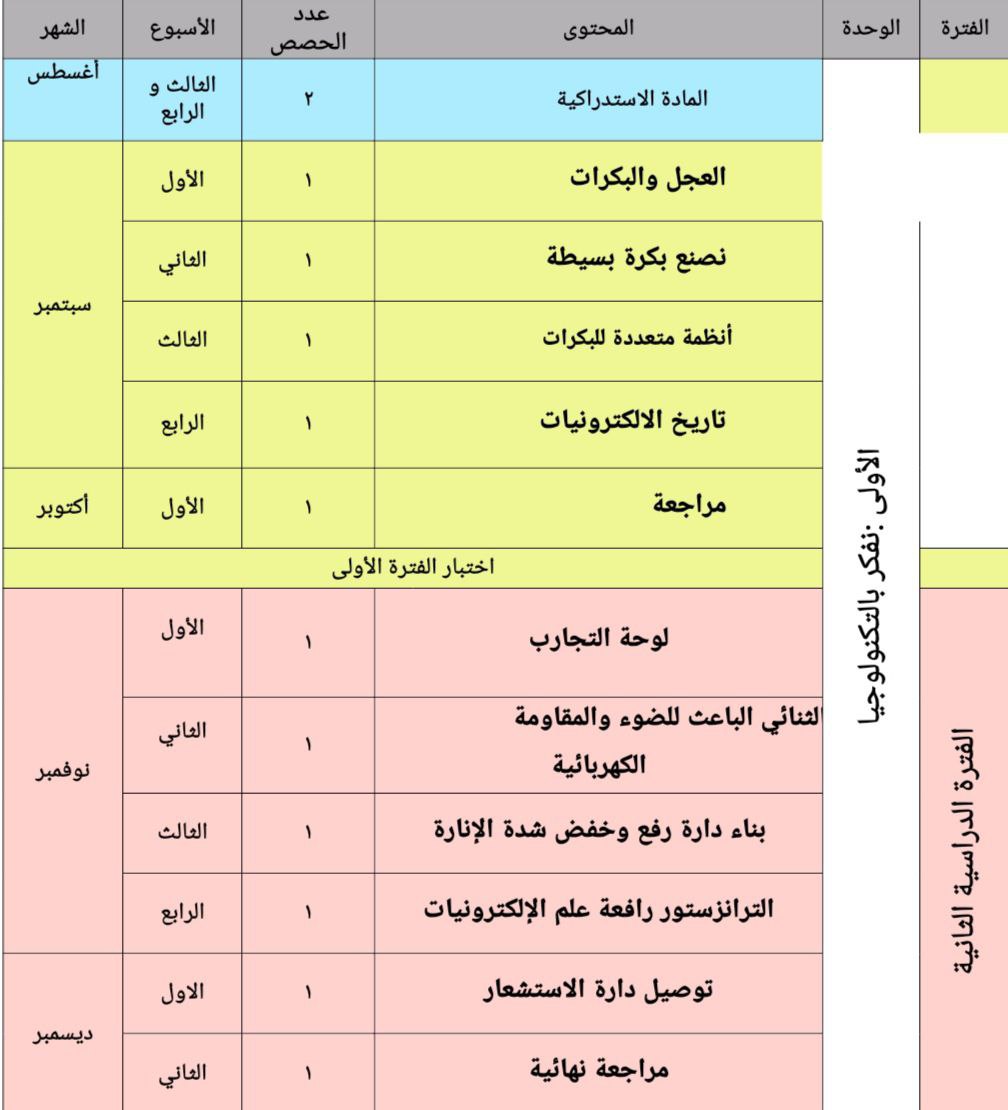 الفترة الوحدة المحتوى عدد الحصص الأسبوع الشهر
المادة الاستدراكية ٢ الثالث و الرابع أغسطس
الأولى :نفكر بالتكنولوجيا
سبتمبر
العجل والبكرات ١ الأول
نصنع بكرة بسيطة ١ الثاني
أنظمة متعددة للبكرات ١ الثالث
تاريخ الالكترونيات ١ الرابع
مراجعة ١ الأول أكتوبر
اختبار الفترة الأولى
الفترة الدراسية الثانية
نوفمبر
لوحة التجارب ١ الأول
الثنائي الباعث للضوء والمقاومة
الكهربائية ١ الثاني
بناء دارة رفع وخفض شدة الإنارة ١ الثالث
الترانزستور رافعة علم الإلكترونيات ١ الرابع
ديسمبر
توصيل دارة الاستشعار ١ الاول
مراجعة نهائية ١ الثاني